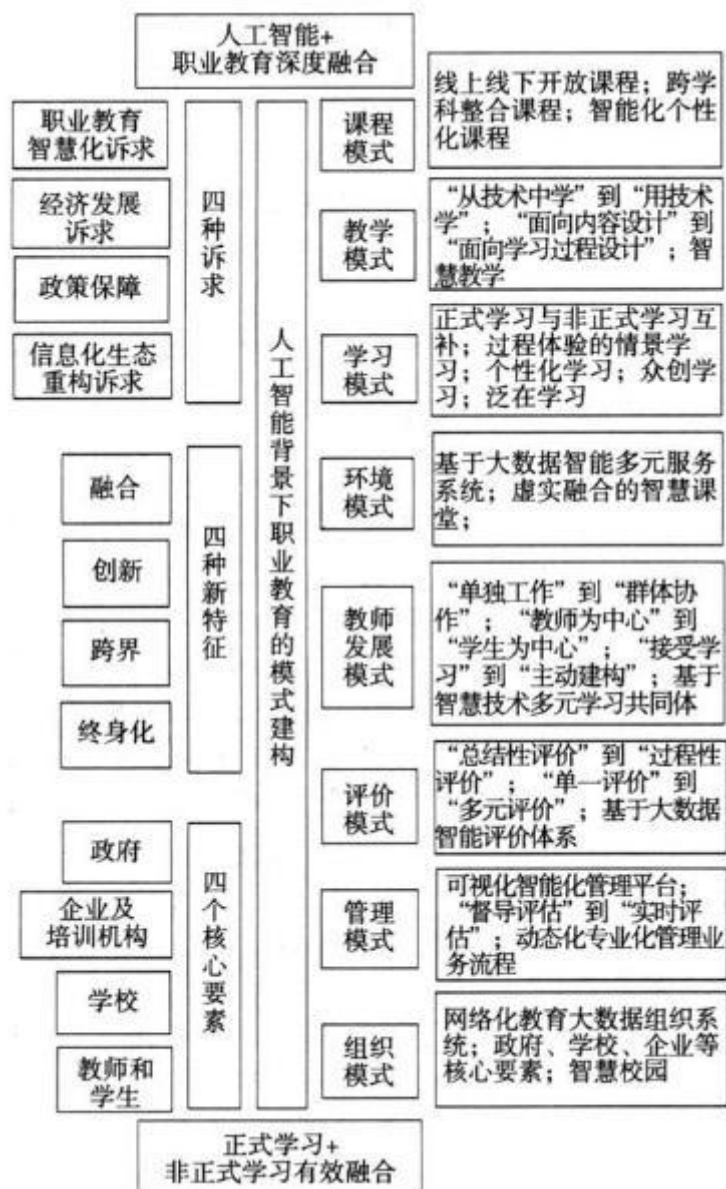 人工智能+
职业教育深度融合
职业教育
智慧化诉求
经济发展
诉求
政策保障
信息化生态
重构诉求
四种诉求
融合
创新
跨界
终身化
四种新特征
政府
企业及
培训机构
学校
教师和
学生
四个核心要素
人工智能背景下职业教育的模式建构
课程
模式
线上线下开放课程；跨学
科整合课程；智能化个性
化课程
教学
模式
“从技术中学”到“用技术
学”；“面向内容设计”到
“面向学习过程设计”；智
慧教学
学习
模式
正式学习与非正式学习互
补；过程体验的情景学
习；个性化学习；众创学
习；泛在学习
环境
模式
基于大数据智能多元服务
系统；虚实融合的智慧课
堂；
教师
发展
模式
“单独工作”到“群体协
作”；“教师为中心”到
“学生为中心”；“接受学
习”到“主动建构”；基于
智慧技术多元学习共同体
评价
模式
“总结性评价”到“过程性
评价”；“单一评价”到
“多元评价”；基于大数据
智能评价体系
管理
模式
可视化智能化管理平台；
“督导评估”到“实时评
估”；动态化专业化管理业
务流程
组织
模式
网络化教育大数据组织系
统；政府、学校、企业等
核心要素；智慧校园
正式学习+
非正式学习有效融合